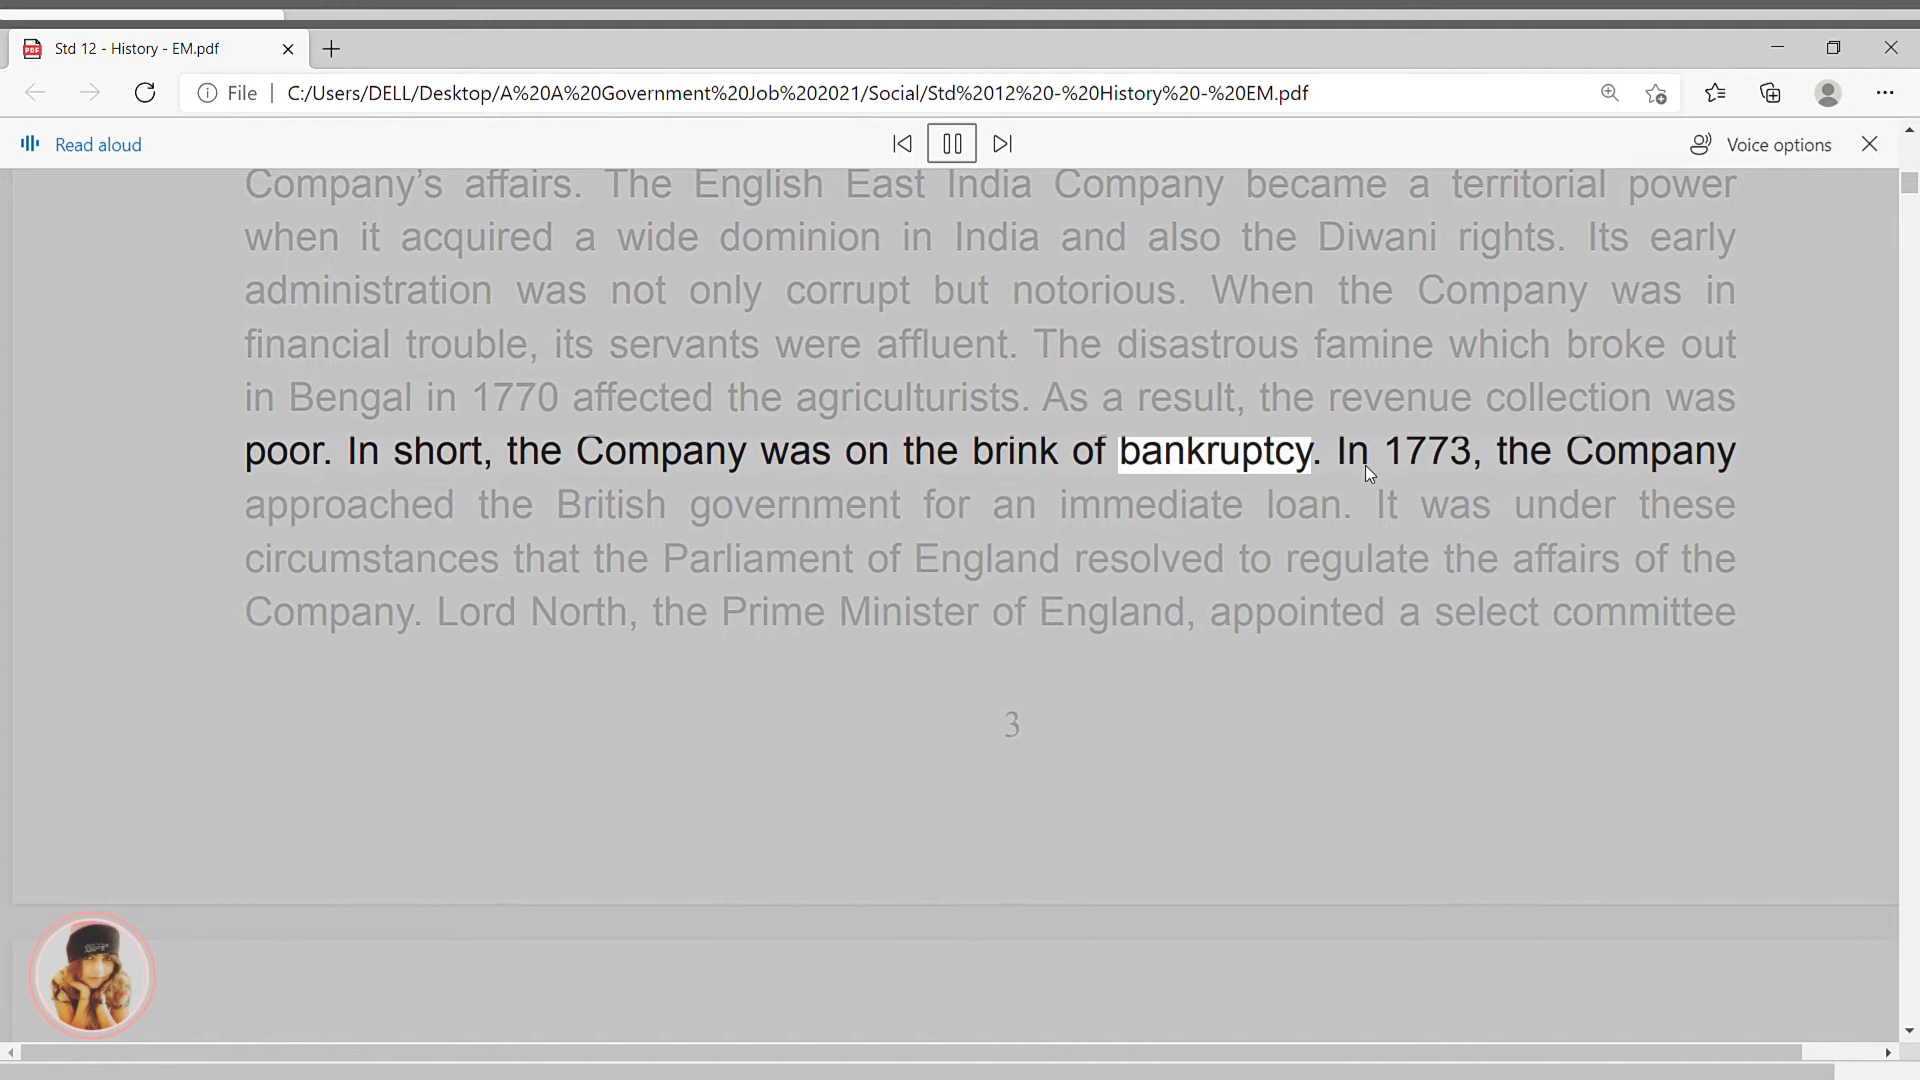 Std 12 - History - EM.pdf
File | C:/Users/DELL/Desktop/A%20A%20Government%20Job%202021/Social/Std%2012%20-%20History%20-%20EM.pdf
Read aloud
Voice options
Company's affairs. The English East India Company became a territorial power
when it acquired a wide dominion in India and also the Diwani rights. Its early
administration was not only corrupt but notorious. When the Company was in
financial trouble, its servants were affluent. The disastrous famine which broke out
in Bengal in 1770 affected the agriculturists. As a result, the revenue collection was
poor. In short, the Company was on the brink of bankruptcy. In 1773, the Company
approached the British government for an immediate loan. It was under these
circumstances that the Parliament of England resolved to regulate the affairs of the
Company. Lord North, the Prime Minister of England, appointed a select committee
3